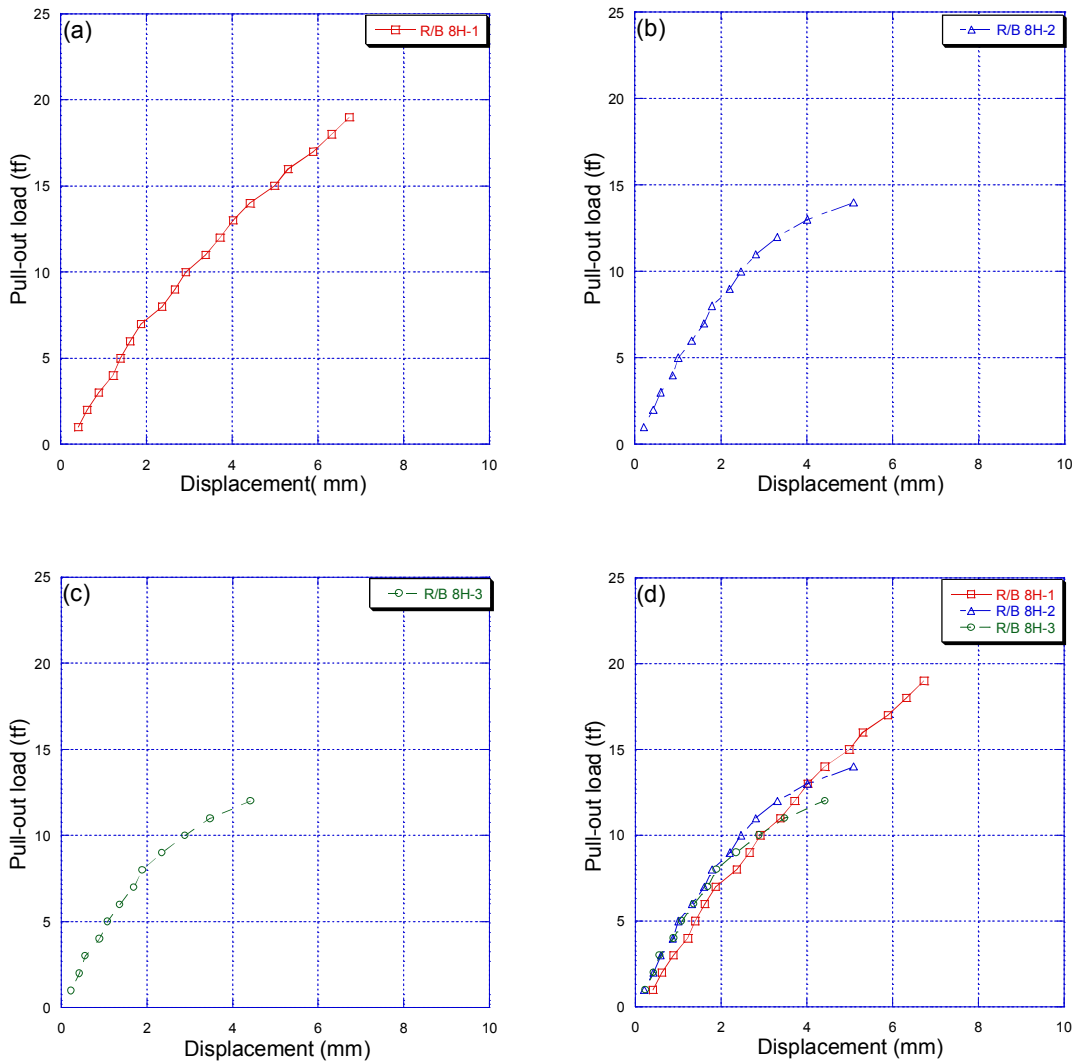 (a)
R/B 8H-1
25
20
15
10
5
0
0 2 4 6 8 10
Pull-out load (tf)
Displacement( mm)
(b)
R/B 8H-2
25
20
15
10
5
0
0 2 4 6 8 10
Pull-out load (tf)
Displacement (mm)
(c)
R/B 8H-3
25
20
15
10
5
0
0 2 4 6 8 10
Pull-out load (tf)
Displacement (mm)
(d)
R/B 8H-1
R/B 8H-2
R/B 8H-3
25
20
15
10
5
0
0 2 4 6 8 10
Pull-out load (tf)
Displacement (mm)